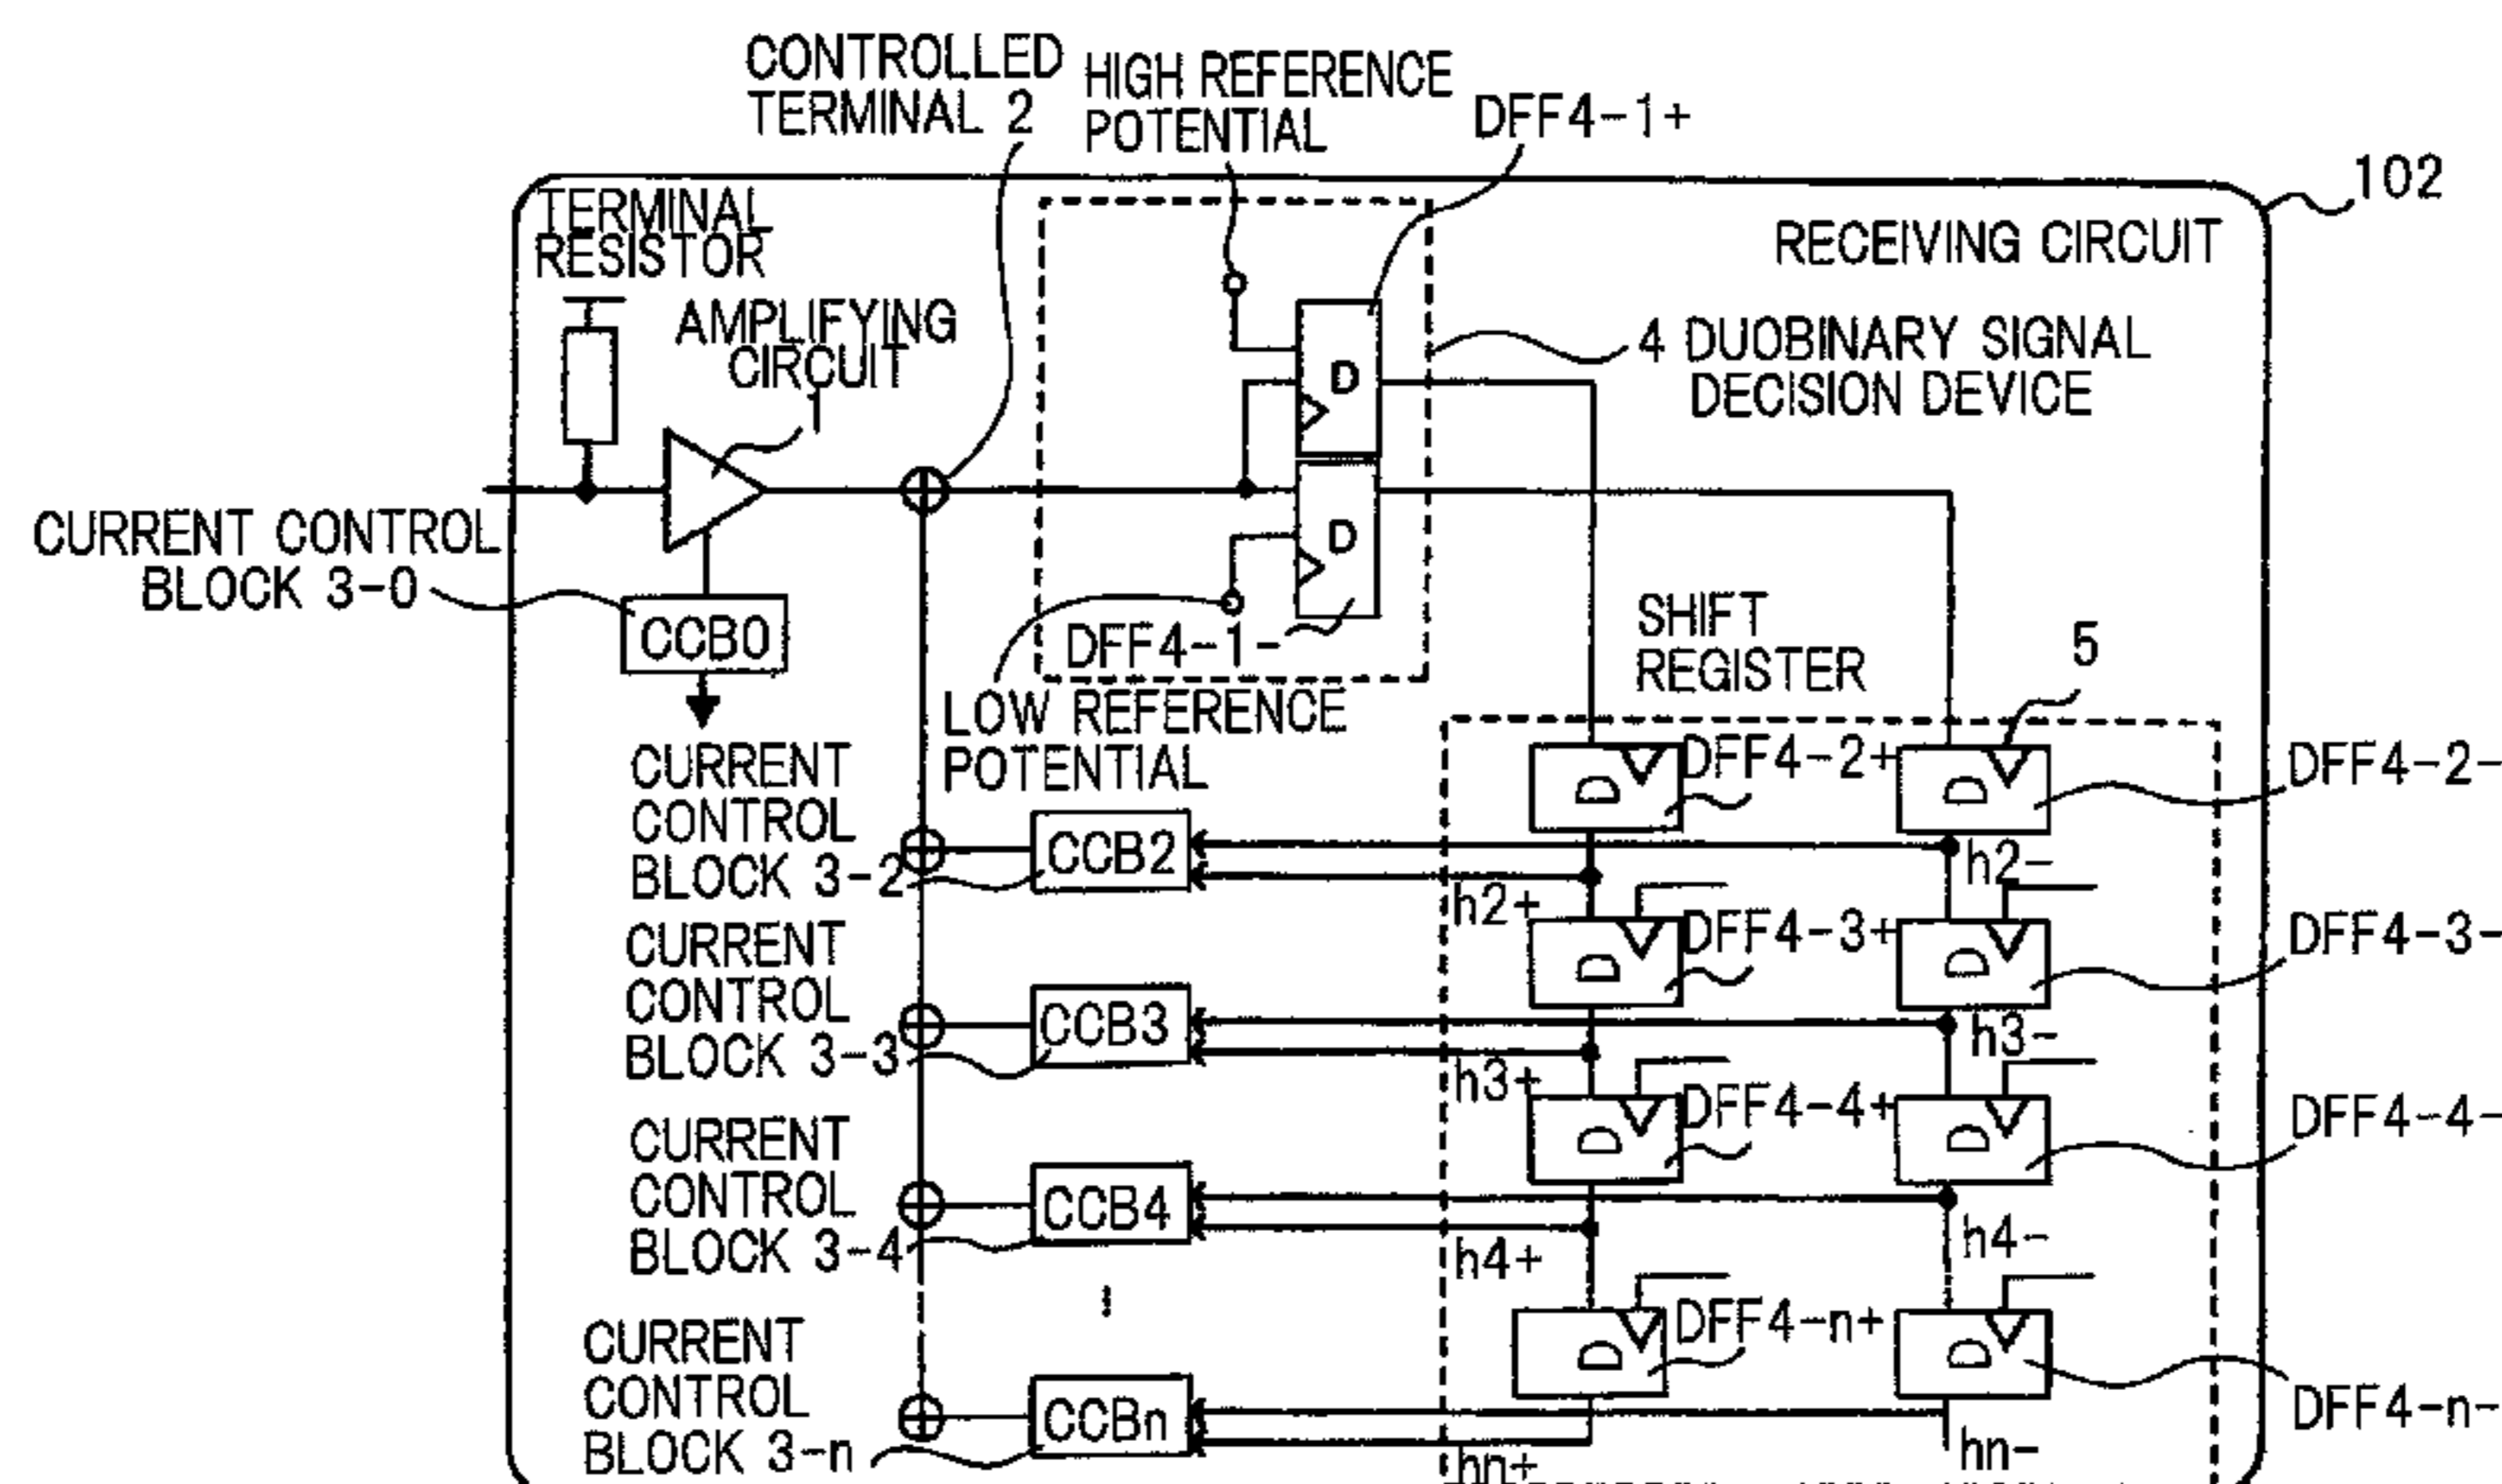 CONTROLLED
TERMINAL 2
HIGH REFERENCE
POTENTIAL
DFF4-1+
102
TERMINAL
RESISTOR
RECEIVING CIRCUIT
AMPLIFYING
CIRCUIT
1
4 DUOBINARY SIGNAL
DECISION DEVICE
D
D
CURRENT CONTROL
BLOCK 3-0
CCB0
DFF4-1-
LOW REFERENCE
POTENTIAL
SHIFT
REGISTER
5
CURRENT
CONTROL
BLOCK 3-2
CCB2
D
DFF4-2+
D
DFF4-2-
h2-
h2+
CURRENT
CONTROL
BLOCK 3-3
CCB3
D
DFF4-3+
D
DFF4-3-
h3-
h3+
CURRENT
CONTROL
BLOCK 3-4
CCB4
D
DFF4-4+
D
DFF4-4-
h4-
h4+
CURRENT
CONTROL
BLOCK 3-n
CCBn
D
DFF4-n+
D
DFF4-n-
hn-
hn+